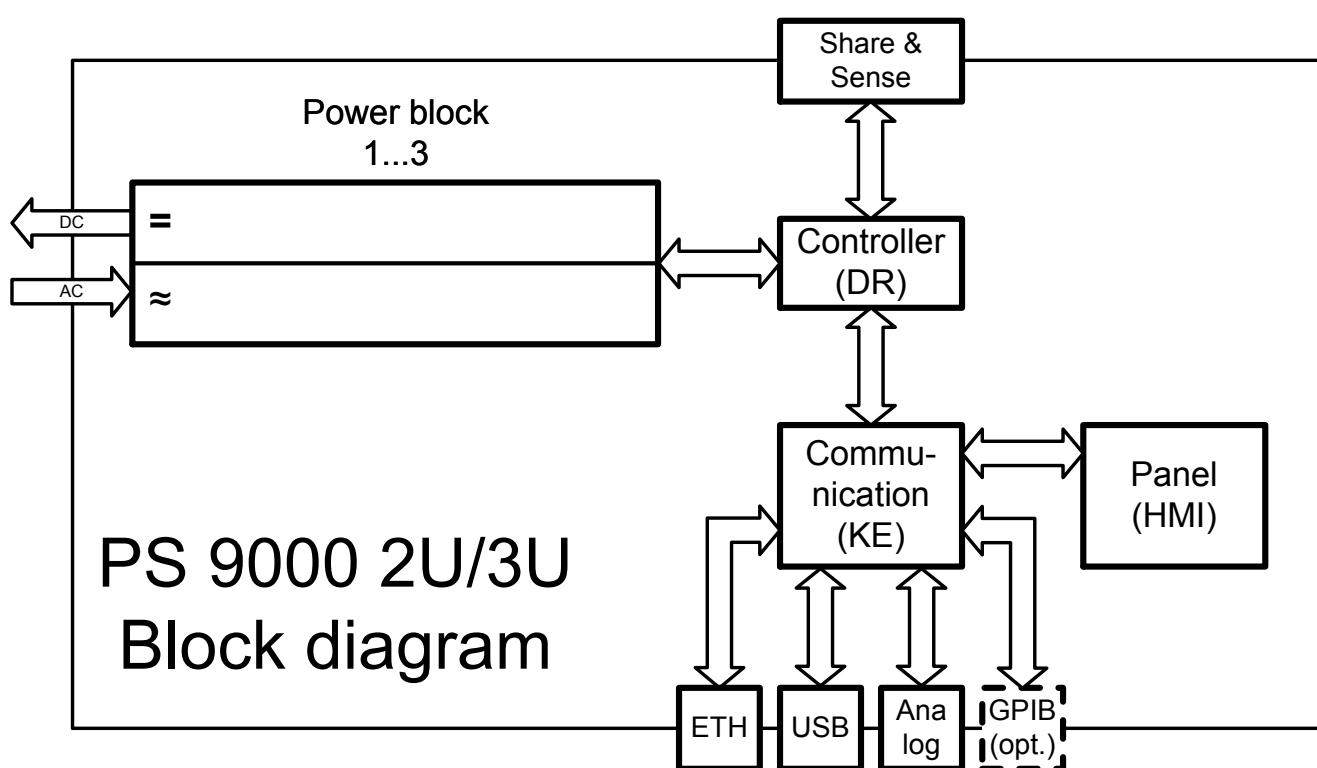 Share &
Sense
Power block
1...3
DC
=
AC
≈
Controller
(DR)
Commu-
nication
(KE)
Panel
(HMI)
PS 9000 2U/3U
Block diagram
ETH
USB
Ana
log
GPIB
(opt.)